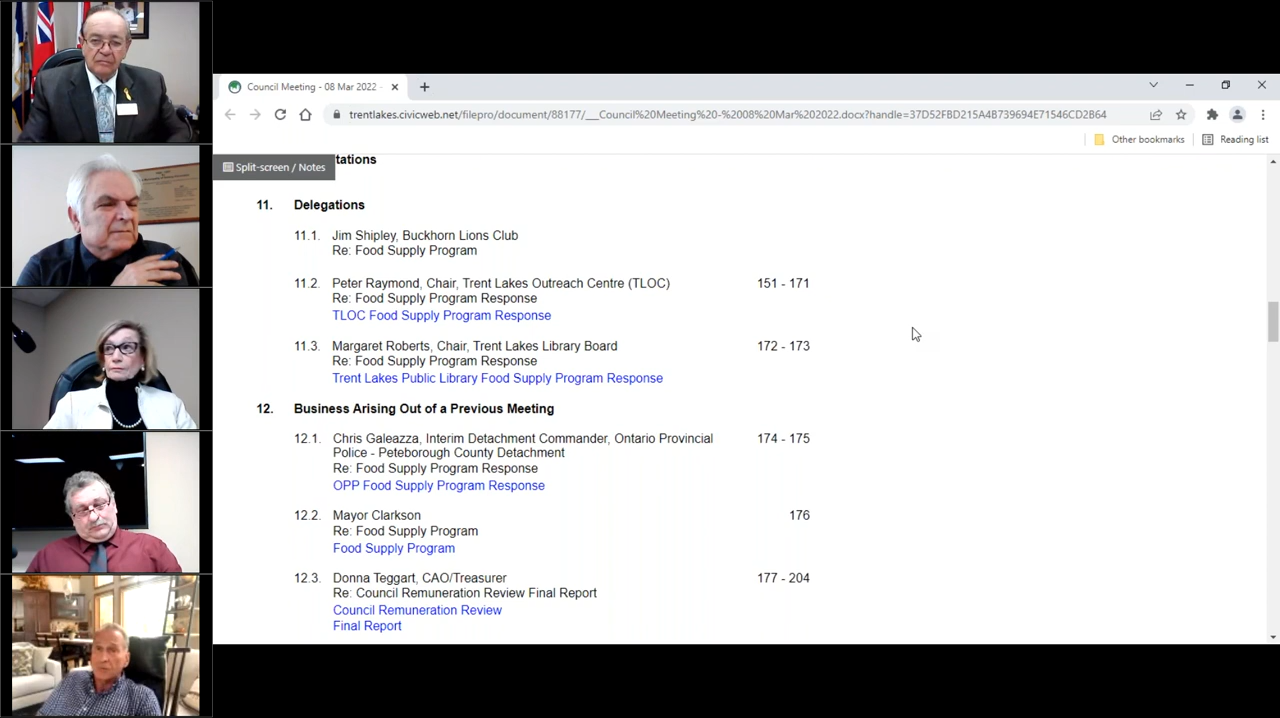 Council Meeting - 08 Mar 2022
trentlakes.civicweb.net/filepro/document/88177/__Council%20Meeting%20-%2008%20Mar%202022.docx?handle=37D52FBD215A4B739694E71546CD2B64
Other bookmarks
Reading list
Split-screen / Notes
tations
11. Delegations
11.1. Jim Shipley, Buckhorn Lions Club
Re: Food Supply Program
11.2. Peter Raymond, Chair, Trent Lakes Outreach Centre (TLOC) 151 - 171
Re: Food Supply Program Response
TLOC Food Supply Program Response
11.3. Margaret Roberts, Chair, Trent Lakes Library Board 172 - 173
Re: Food Supply Program Response
Trent Lakes Public Library Food Supply Program Response
12. Business Arising Out of a Previous Meeting
12.1. Chris Galeazza, Interim Detachment Commander, Ontario Provincial 174 - 175
Police - Peteborough County Detachment
Re: Food Supply Program Response
OPP Food Supply Program Response
12.2. Mayor Clarkson 176
Re: Food Supply Program
Food Supply Program
12.3. Donna Teggart, CAO/Treasurer 177 - 204
Re: Council Remuneration Review Final Report
Council Remuneration Review
Final Report